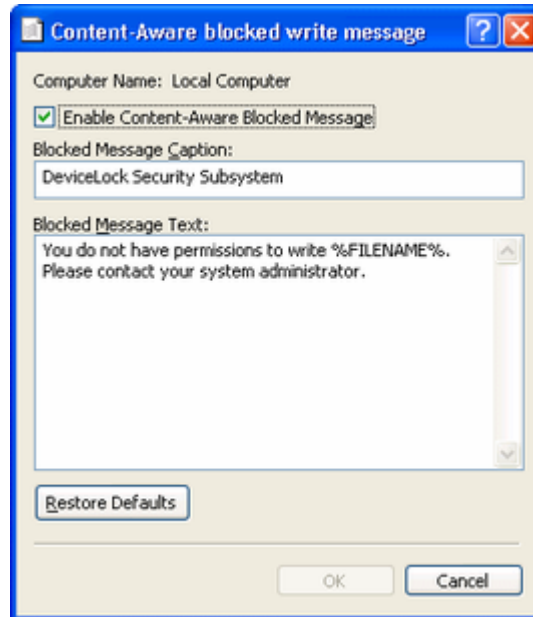 Content-Aware blocked write message
?
Computer Name: Local Computer
Enable Content-Aware Blocked Message
Blocked Message Caption:
DeviceLock Security Subsystem
Blocked Message Text:
You do not have permissions to write %FILENAME%.
Please contact your system administrator.
Restore Defaults
OK
Cancel